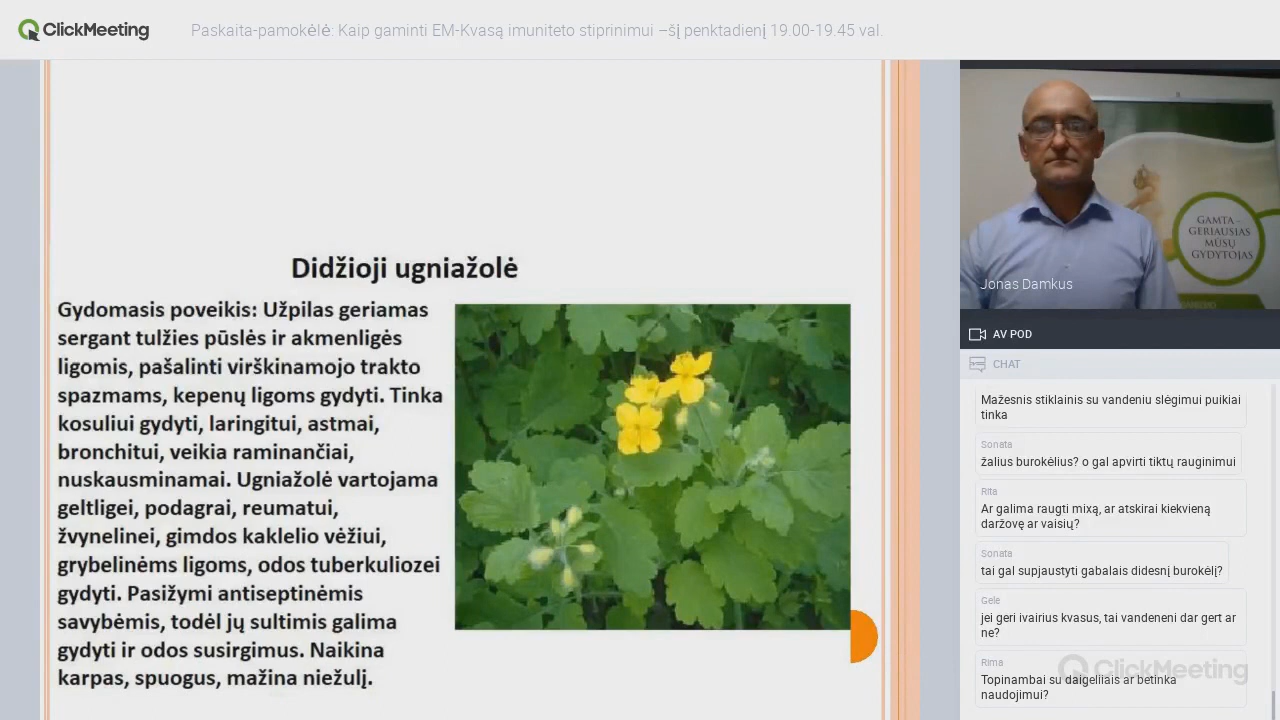 ClickMeeting
Paskaita-pamokėlė: Kaip gaminti EM-Kvasą imuniteto stiprinimui –šį penktadienį 19.00-19.45 val.
Didžioji ugniažolė
Gydomasis poveikis: Užpilas geriamas
sergant tulžies pūslės ir akmenligės
ligomis, pašalinti virškinamojo trakto
spazmams, kepenų ligoms gydyti. Tinka
kosuliui gydyti, laringitui, astmai,
bronchitui, veikia raminančiai,
nuskausminamai. Ugniažolė vartojama
geltligei, podagrai, reumatui,
žvynelinei, gimdos kaklelio vėžiui,
grybelinėms ligoms, odos tuberkuliozei
gydyti. Pasižymi antiseptinėmis
savybėmis, todėl jų sultimis galima
gydyti ir odos susirgimus. Naikina
karpas, spuogus, mažina niežulį.
GAMTA –
GERIAUSIAS
MŪSŲ
GYDYTOJAS
Jonas Damkus
AV POD
CHAT
Mažesnis stiklainis su vandeniu slėgimui puikiai
tinka
Sonata
žalius burokėlius? o gal apvirti tiktų rauginimui
Rita
Ar galima raugti mixą, ar atskirai kiekvieną
daržovę ar vaisių?
Sonata
tai gal supjaustyti gabalais didesnį burokėlį?
Gele
jei geri ivairius kvasus, tai vandeneni dar gert ar
ne?
Rima
Topinambai su daigeliiais ar betinka
naudojimui?
ClickMeeting